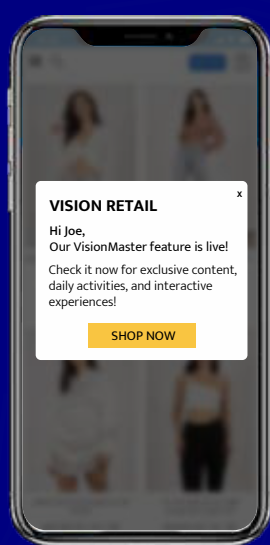 x
VISION RETAIL
Hi Joe,
Our VisionMaster feature is live!
Check it now for exclusive content,
daily activities, and interactive
experiences!
SHOP NOW